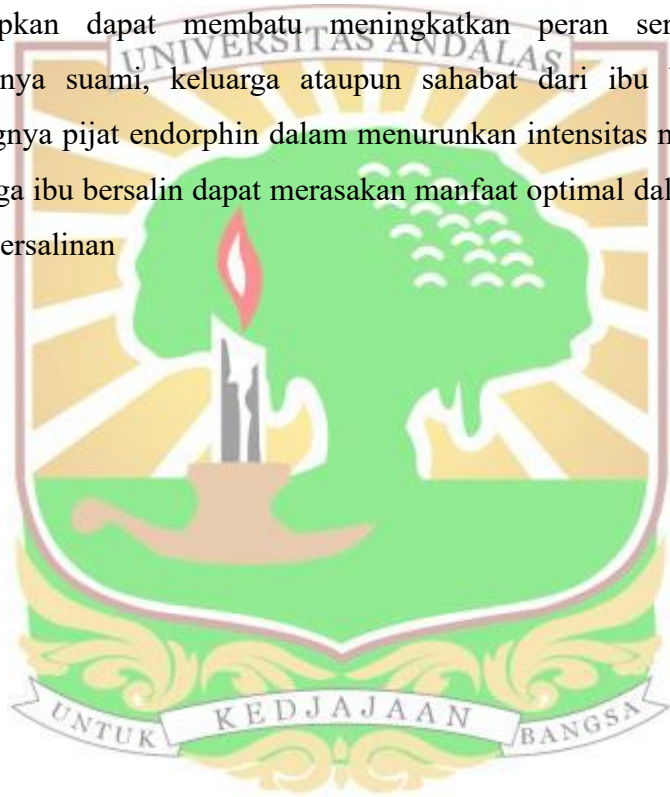 pkan dapat membatu meningkatkan peran ser
UNIVERSITAS ANDALAS
nya suami, keluarga ataupun sahabat dari ibu
gnya pijat endorphin dalam menurunkan intensitas n
ga ibu bersalin dapat merasakan manfaat optimal dal
ersalinan
UNTUK KEDJAJAAN BANGSA